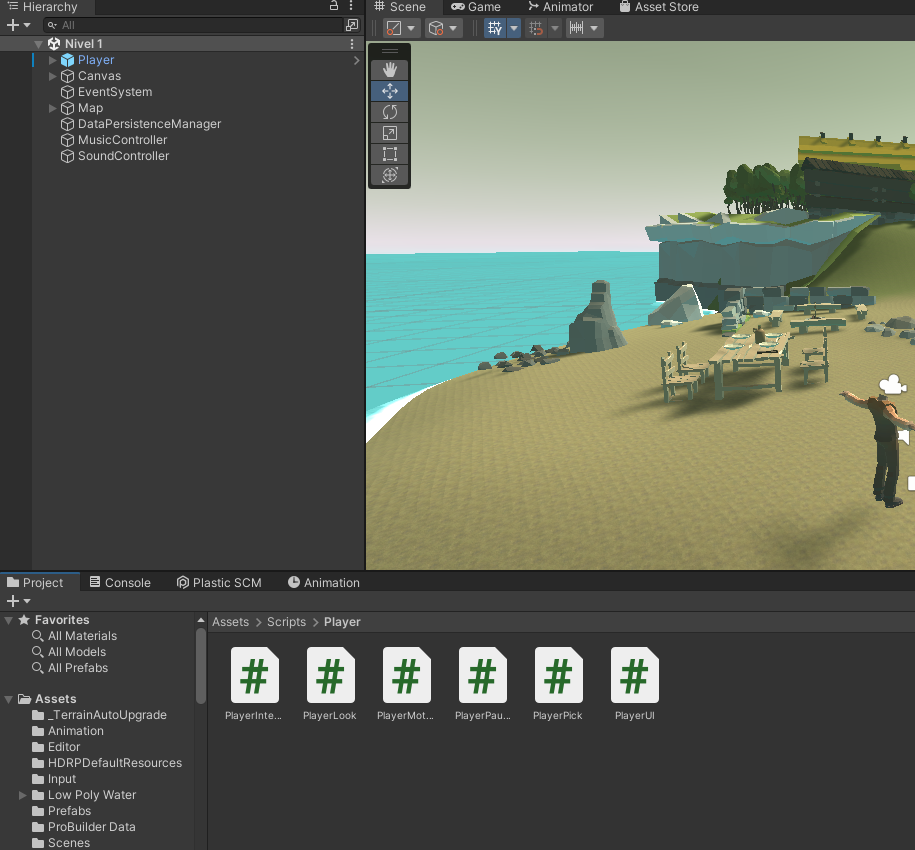 Hierarchy
All
Nivel 1
Player
Canvas
EventSystem
Map
DataPersistenceManager
MusicController
SoundController
Scene Game Animator Asset Store
Project Console Plastic SCM Animation
Favorites
All Materials
All Models
All Prefabs
Assets
_TerrainAutoUpgrade
Animation
Editor
HDRPDefaultResources
Input
Low Poly Water
Prefabs
ProBuilder Data
Scenes
Assets > Scripts > Player
PlayerInte... PlayerLook PlayerMot... PlayerPau... PlayerPick PlayerUI